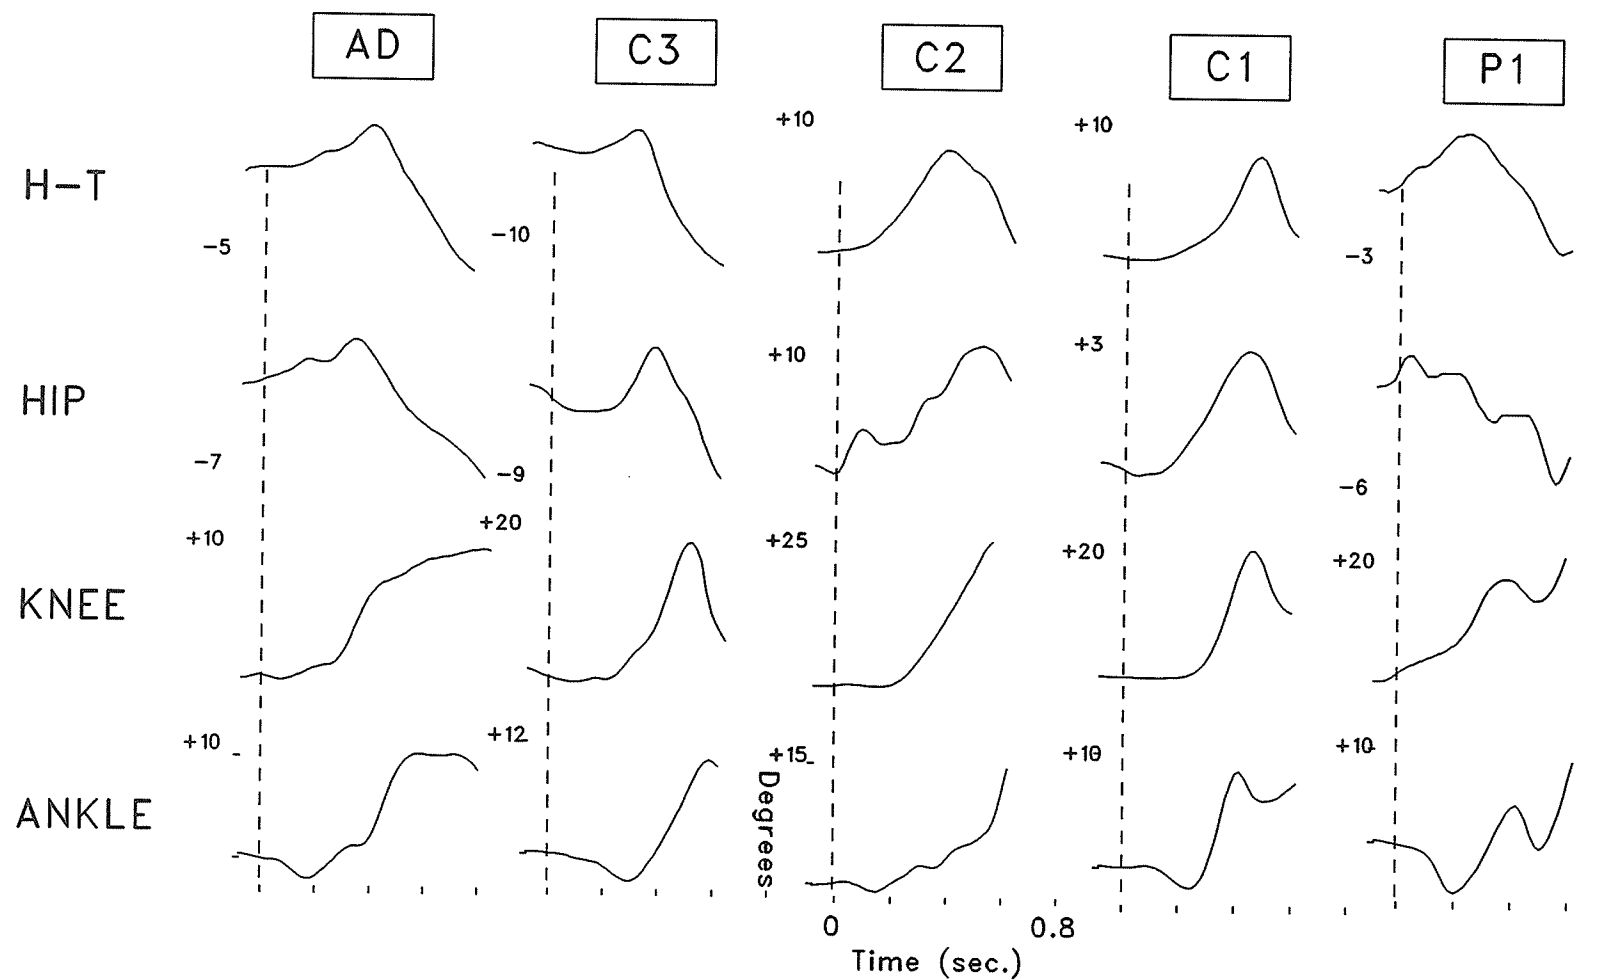 AD C3 C2 C1 P1
+10 +10
H-T
-5 -10 -3
+10 +3
HIP
-7 -9 -6
+10 +20 +25 +20 +20
KNEE
+10 +12 +15 +10 +10
ANKLE
Degrees
0 0.8
Time (sec.)